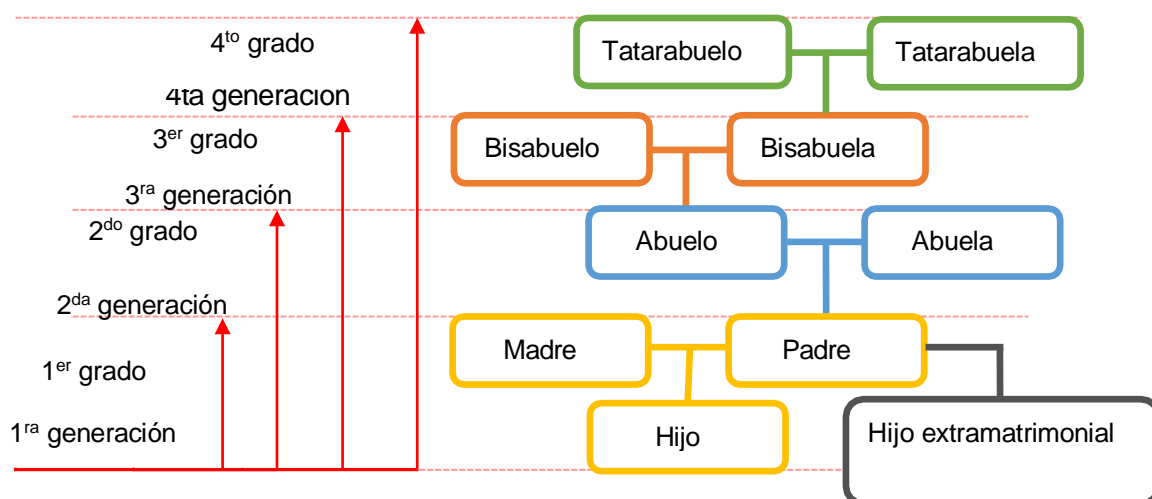 4to grado
Tatarabuelo
Tatarabuela
4ta generación
3er grado
Bisabuelo
Bisabuela
3ra generación
2do grado
Abuelo
Abuela
2da generación
Madre
Padre
1er grado
1ra generación
Hijo
Hijo extramatrimonial